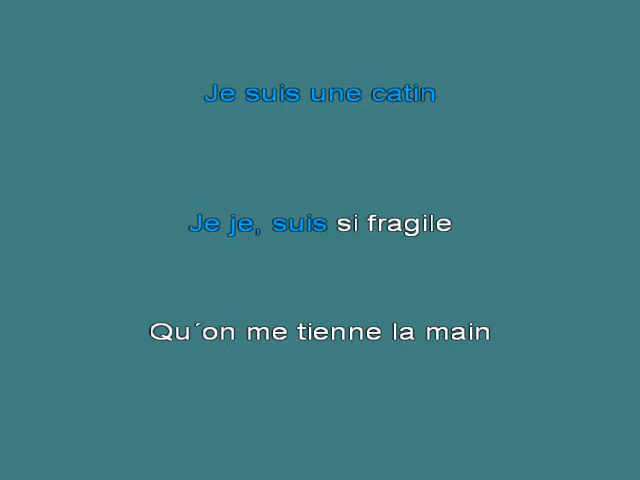 Je suis une catin
Je je, suis si fragile
Qu´on me tienne la main